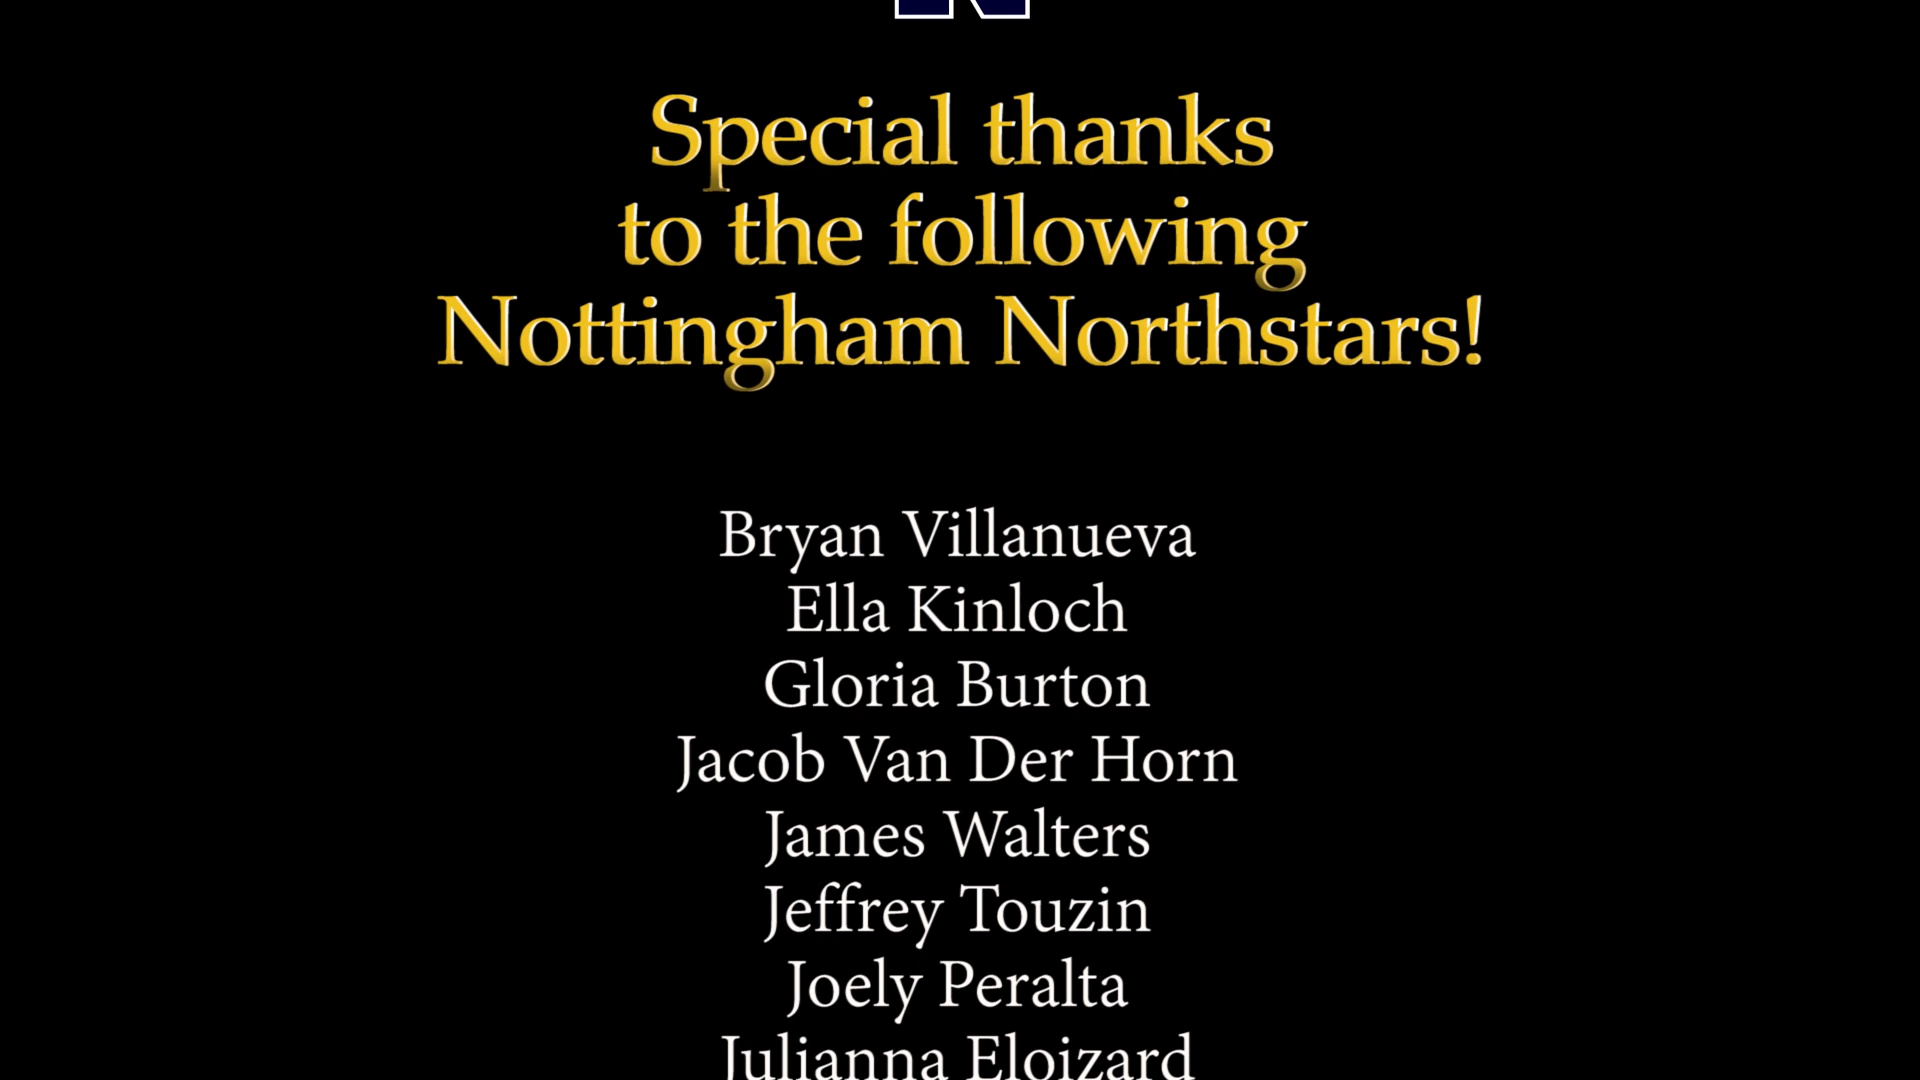 Special thanks
to the following
Nottingham Northstars!
Bryan Villanueva
Ella Kinloch
Gloria Burton
Jacob Van Der Horn
James Walters
Jeffrey Touzin
Joely Peralta
Julianna Eloizard